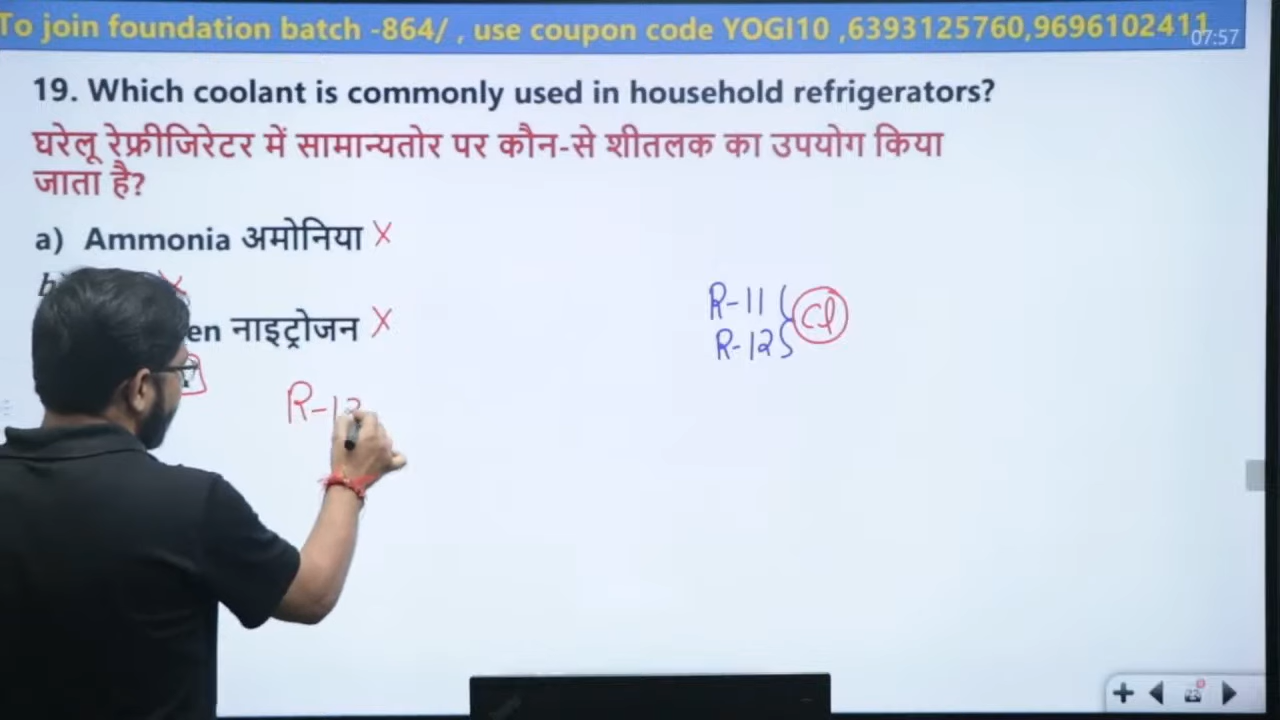 To join foundation batch -864/ , use coupon code YOGI10 ,6393125760,9696102411
07:57
19. Which coolant is commonly used in household refrigerators?
घरेलू रेफ्रीजिरेटर में सामान्यतोर पर कौन-से शीतलक का उपयोग किया
जाता है?
a) Ammonia अमोनिया X
en नाइट्रोजन X
R-11
R-12
Cl